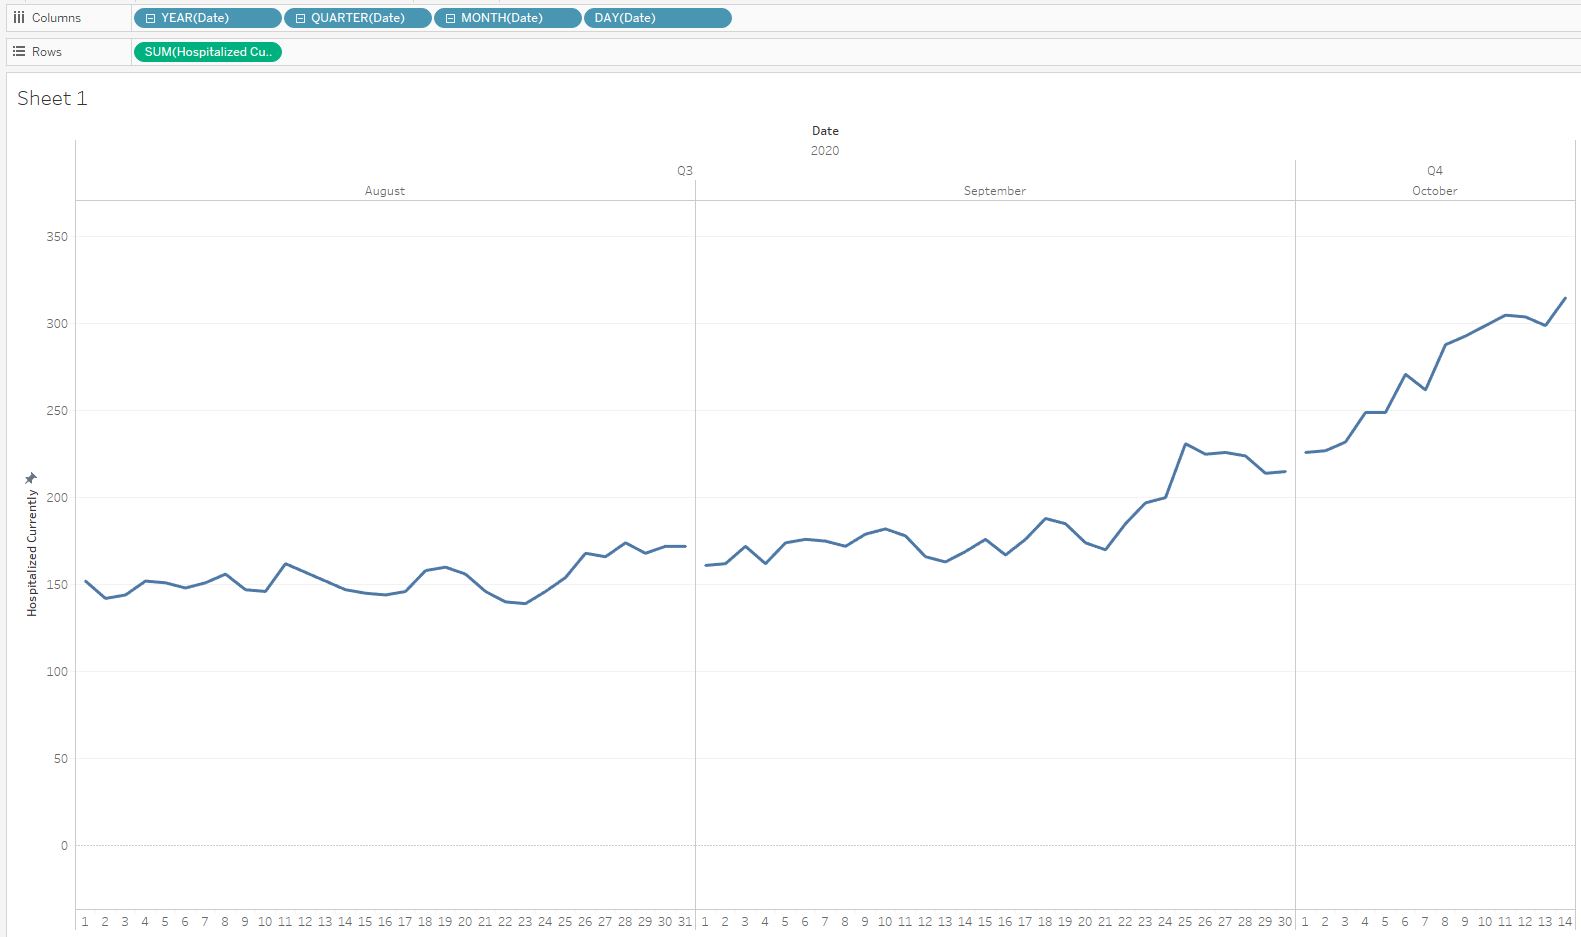 Columns YEAR(Date) QUARTER(Date) MONTH(Date) DAY(Date)
Rows SUM(Hospitalized Cu..
Sheet 1
Date
2020
Q3 Q4
August September October
350
300
250
200
150
100
50
0
Hospitalized Currently
1 2 3 4 5 6 7 8 9 10 11 12 13 14 15 16 17 18 19 20 21 22 23 24 25 26 27 28 29 30 31 1 2 3 4 5 6 7 8 9 10 11 12 13 14 15 16 17 18 19 20 21 22 23 24 25 26 27 28 29 30 1 2 3 4 5 6 7 8 9 10 11 12 13 14